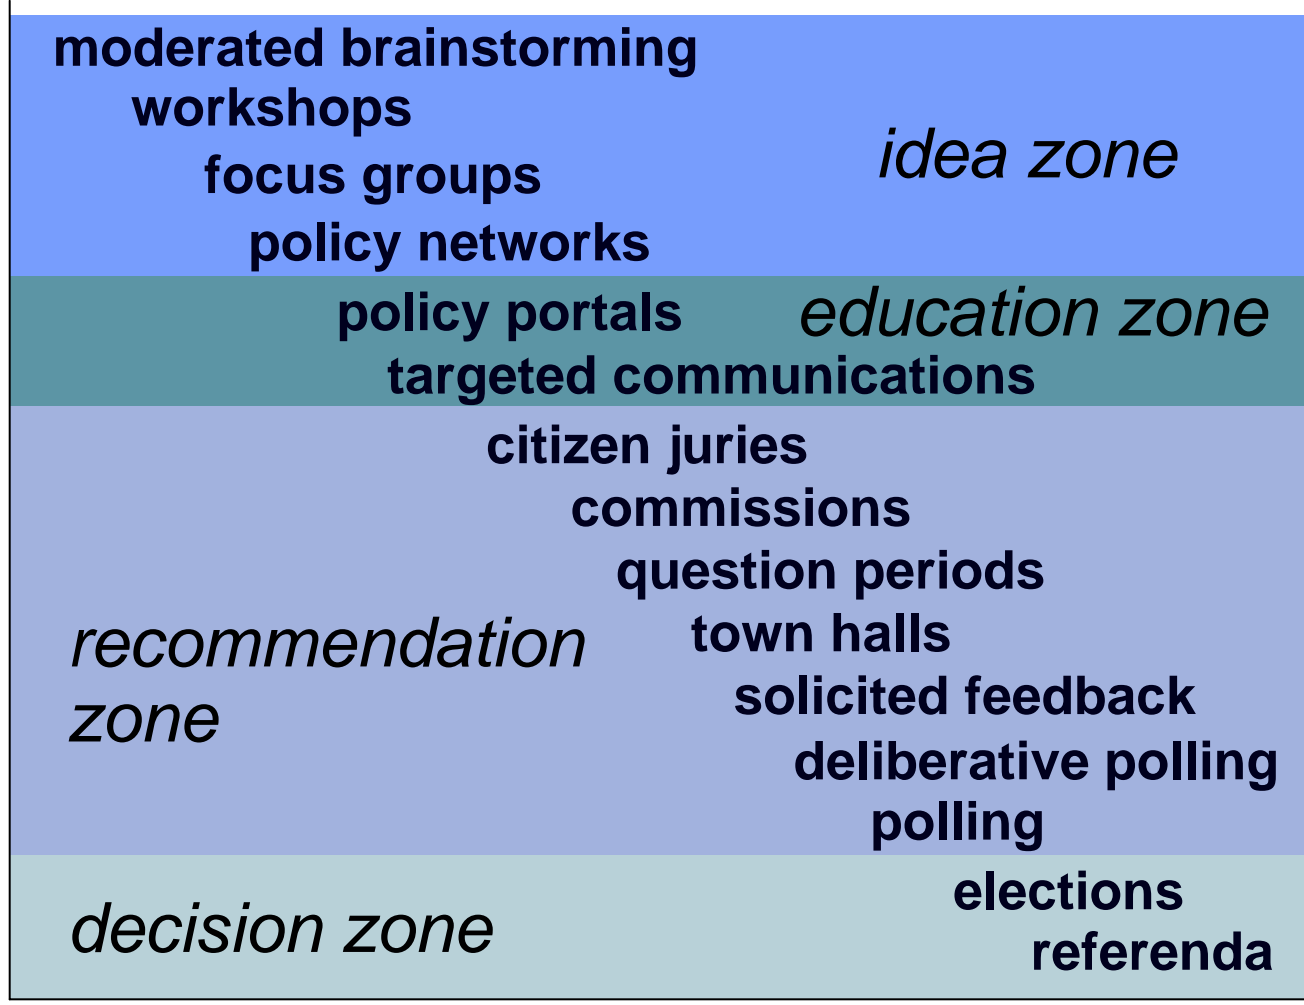 moderated brainstorming
workshops
focus groups
policy networks
idea zone
policy portals
education zone
targeted communications
citizen juries
commissions
question periods
town halls
solicited feedback
deliberative polling
polling
recommendation
zone
elections
referenda
decision zone